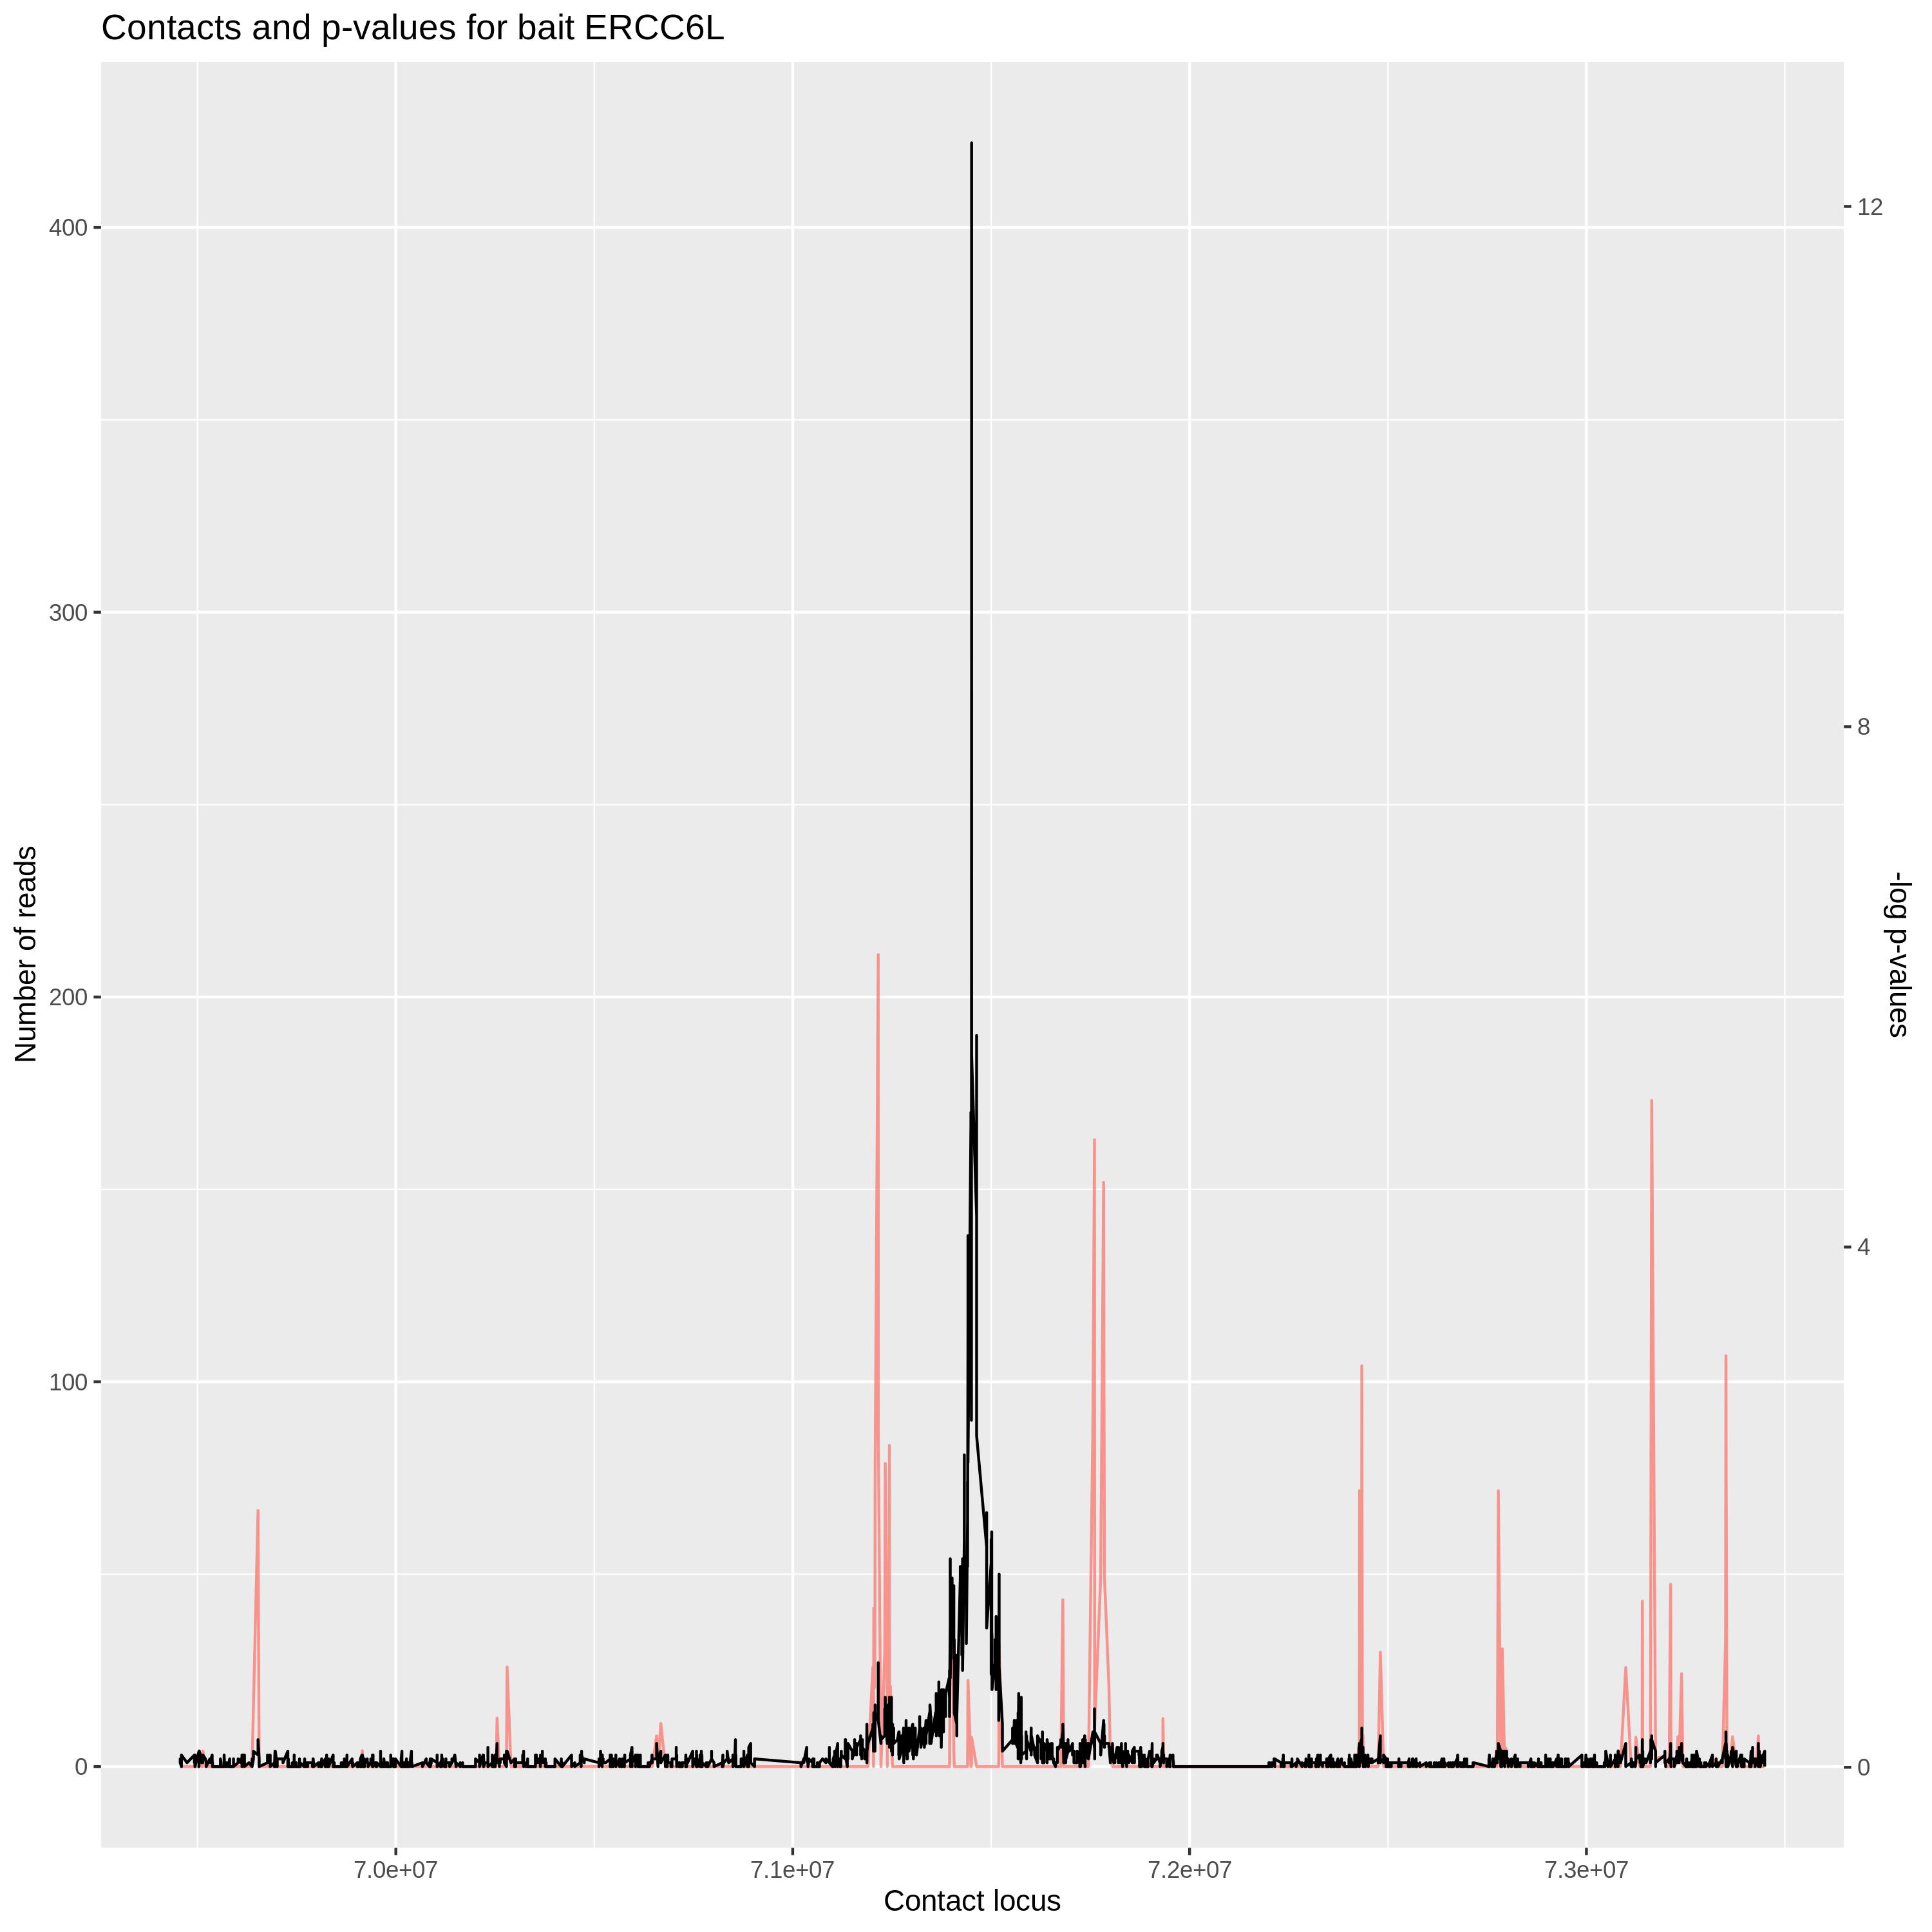 Contacts and p-values for bait ERCC6L
400
300
200
100
0
12
8
4
0
Number of reads
-log p-values
7.0e+07
7.1e+07
7.2e+07
7.3e+07
Contact locus